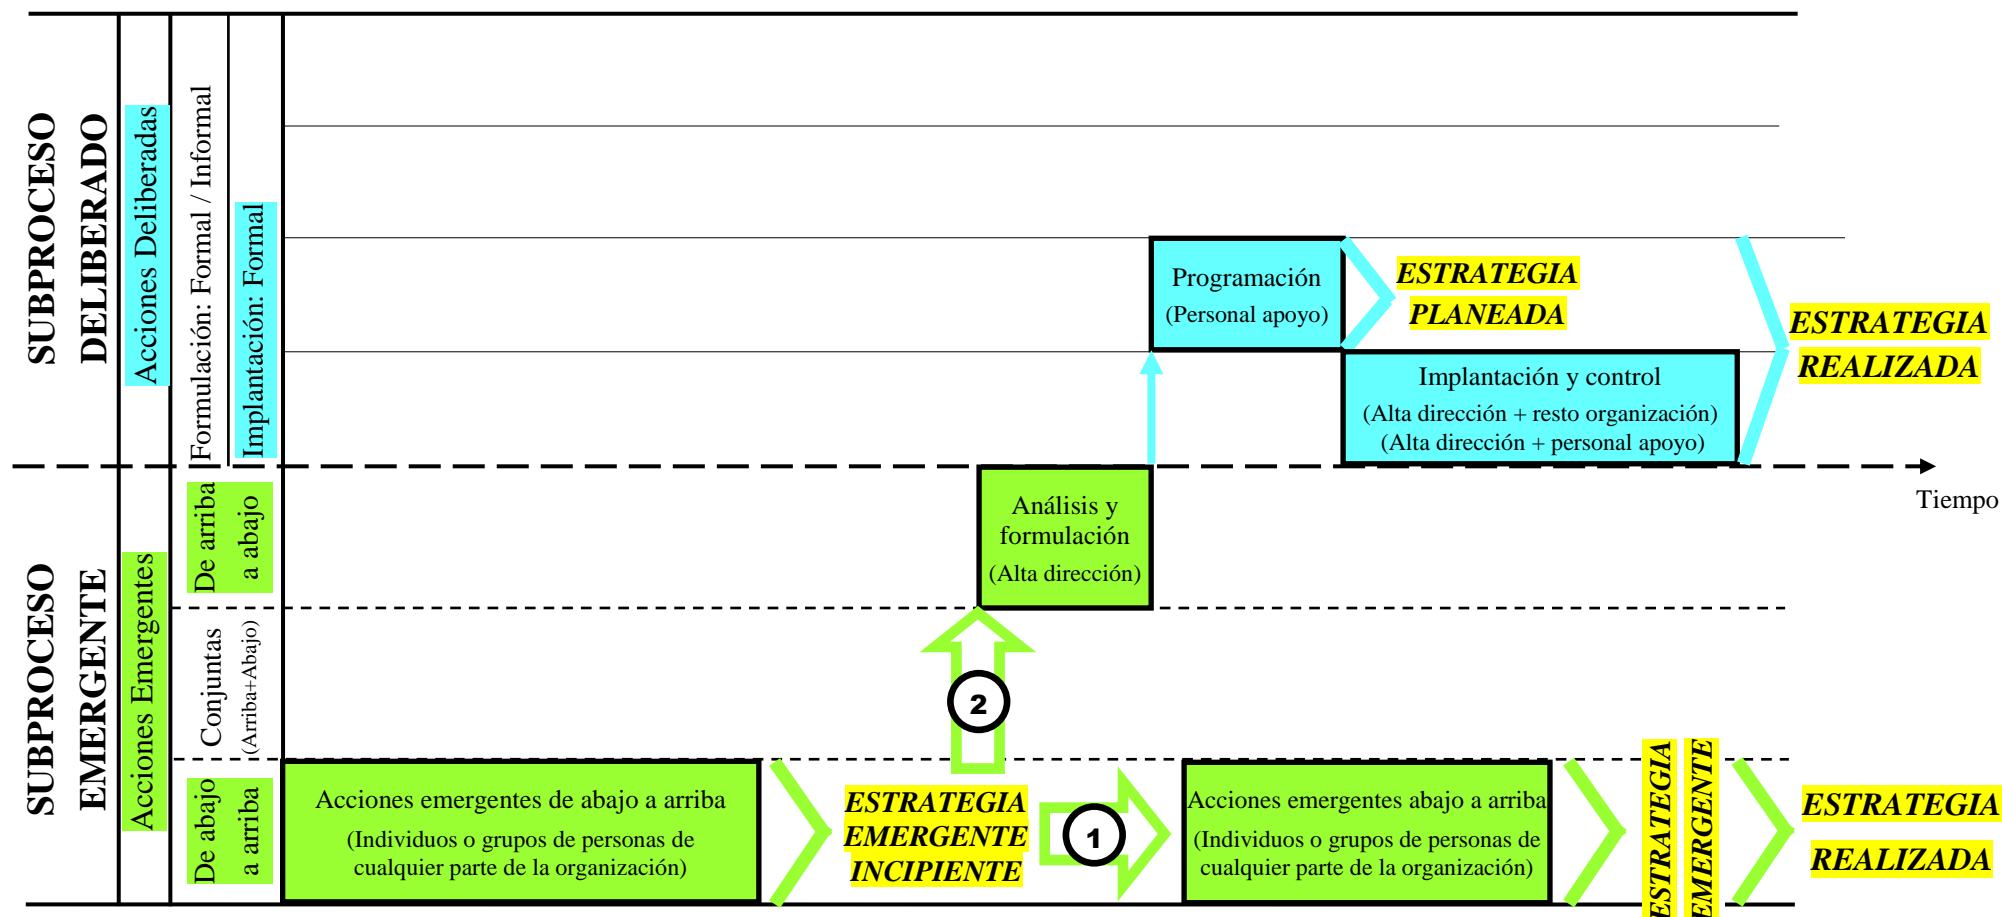 SUBPROCESO
DELIBERADO
Acciones Deliberadas
Formulación: Formal / Informal
Implantación: Formal
Programación
(Personal apoyo)
ESTRATEGIA
PLANEADA
Implantación y control
(Alta dirección + resto organización)
(Alta dirección + personal apoyo)
ESTRATEGIA
REALIZADA
Tiempo
SUBPROCESO
EMERGENTE
Acciones Emergentes
De arriba
a abajo
Análisis y
formulación
(Alta dirección)
Conjuntas
(Arriba+Abajo)
2
De abajo
a arriba
Acciones emergentes de abajo a arriba
(Individuos o grupos de personas de
cualquier parte de la organización)
ESTRATEGIA
EMERGENTE
INCIPIENTE
1
Acciones emergentes abajo a arriba
(Individuos o grupos de personas de
cualquier parte de la organización)
ESTRATEGIA
EMERGENTE
ESTRATEGIA
REALIZADA